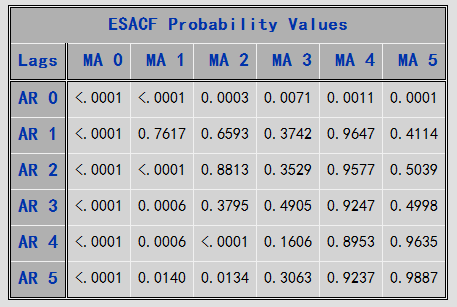 ESACF Probability Values
Lags MA 0 MA 1 MA 2 MA 3 MA 4 MA 5
AR 0 <.0001 <.0001 0.0003 0.0071 0.0011 0.0001
AR 1 <.0001 0.7617 0.6593 0.3742 0.9647 0.4114
AR 2 <.0001 <.0001 0.8813 0.3529 0.9577 0.5039
AR 3 <.0001 0.0006 0.3795 0.4905 0.9247 0.4998
AR 4 <.0001 0.0006 <.0001 0.1606 0.8953 0.9635
AR 5 <.0001 0.0140 0.0134 0.3063 0.9237 0.9887